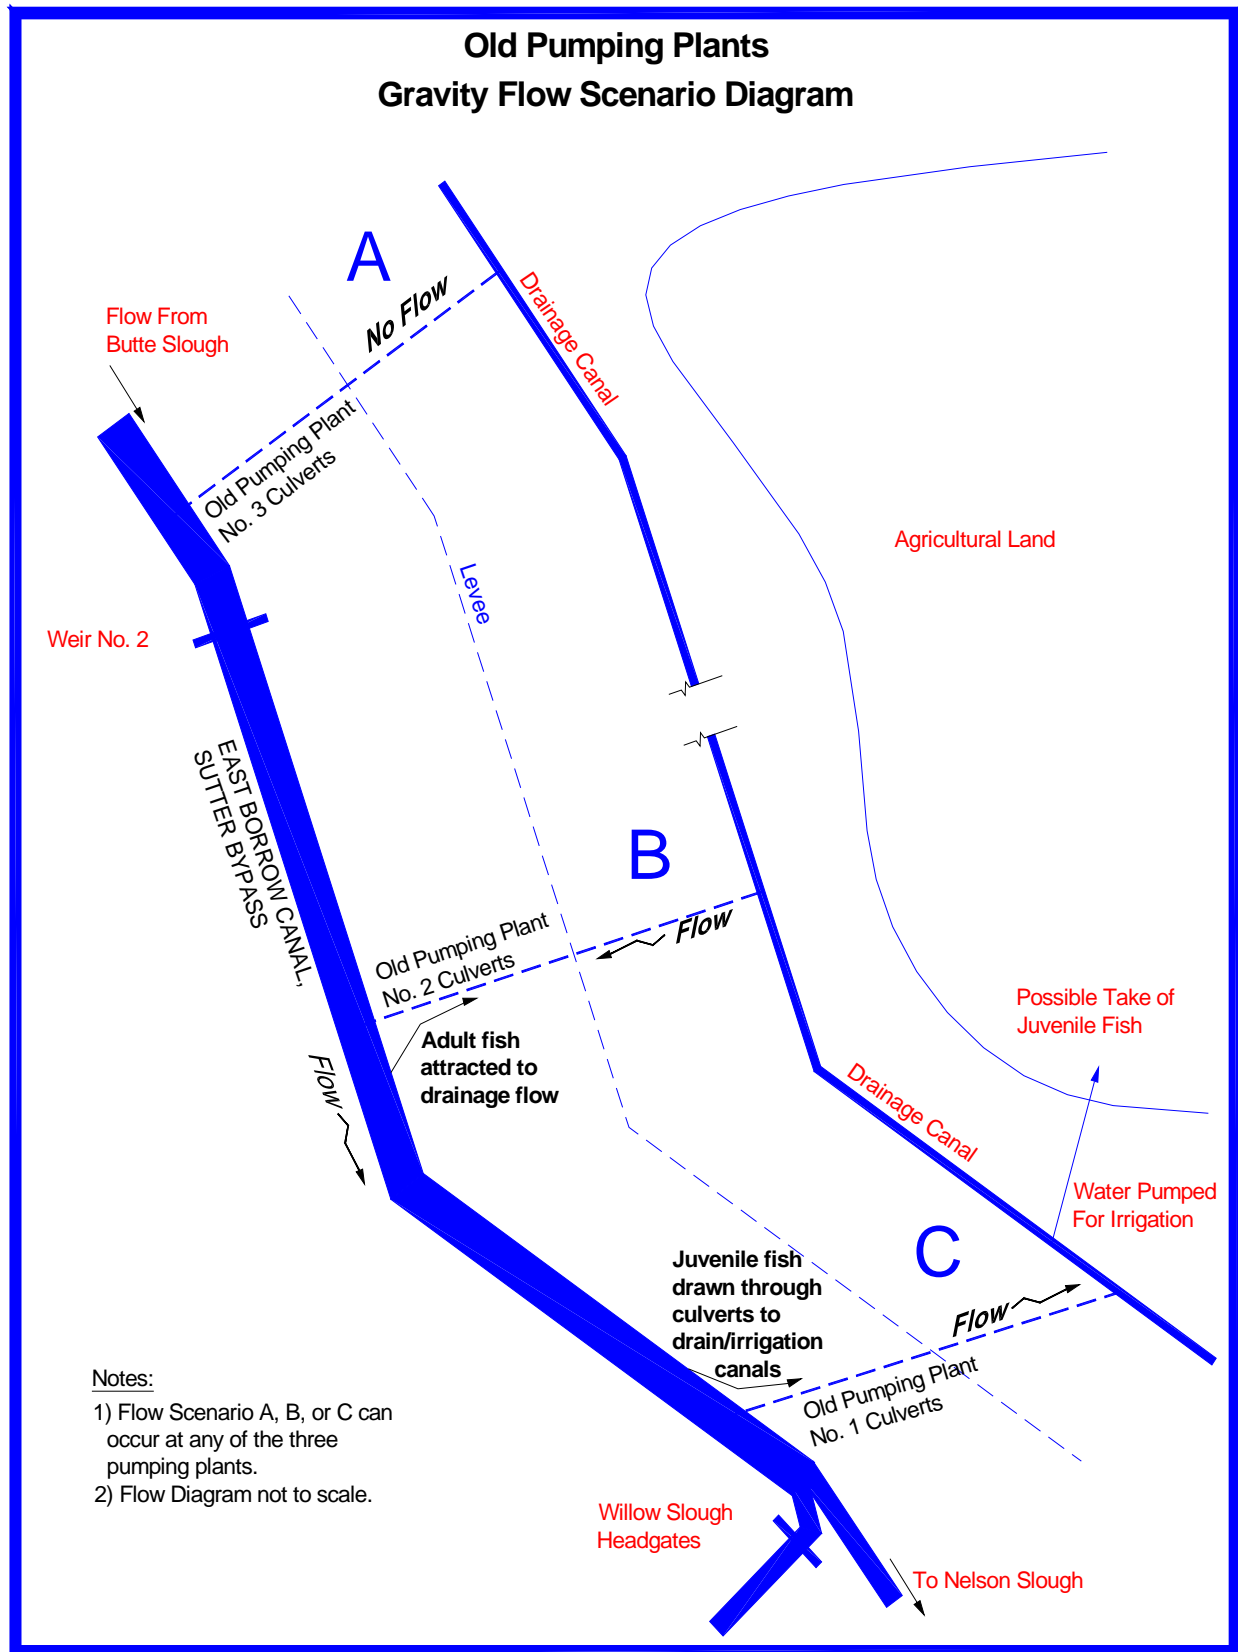 Old Pumping Plants
Gravity Flow Scenario Diagram
A
No Flow
Drainage Canal
Flow From
Butte Slough
Old Pumping Plant
No. 3 Culverts
Agricultural Land
Levee
Weir No. 2
EAST BORROW CANAL,
SUTTER BYPASS
B
Flow
Old Pumping Plant
No. 2 Culverts
Possible Take of
Juvenile Fish
Adult fish
attracted to
drainage flow
Flow
Drainage Canal
Water Pumped
For Irrigation
C
Juvenile fish
drawn through
culverts to
drain/irrigation
canals
Flow
Old Pumping Plant
No. 1 Culverts
Notes:
1) Flow Scenario A, B, or C can
occur at any of the three
pumping plants.
2) Flow Diagram not to scale.
Willow Slough
Headgates
To Nelson Slough